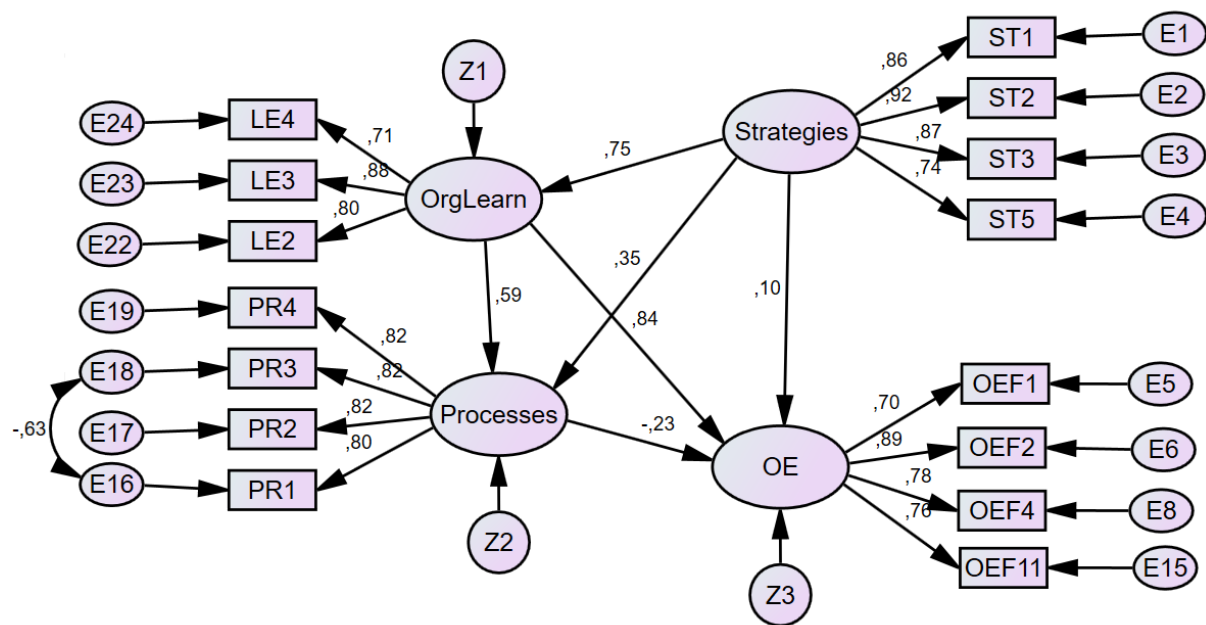 Z1
ST1
E1
,86
E24
LE4
,92
ST2
E2
,71
Strategies
,87
E23
LE3
,88
,75
ST3
E3
,74
OrgLearn
E22
LE2
,80
ST5
E4
,35
,59
,10
E19
PR4
,84
,82
E18
PR3
,82
OEF1
E5
Processes
,70
-,63
E17
PR2
,82
-,23
,89
OEF2
E6
,80
OE
,78
E16
PR1
OEF4
E8
,76
Z2
OEF11
E15
Z3